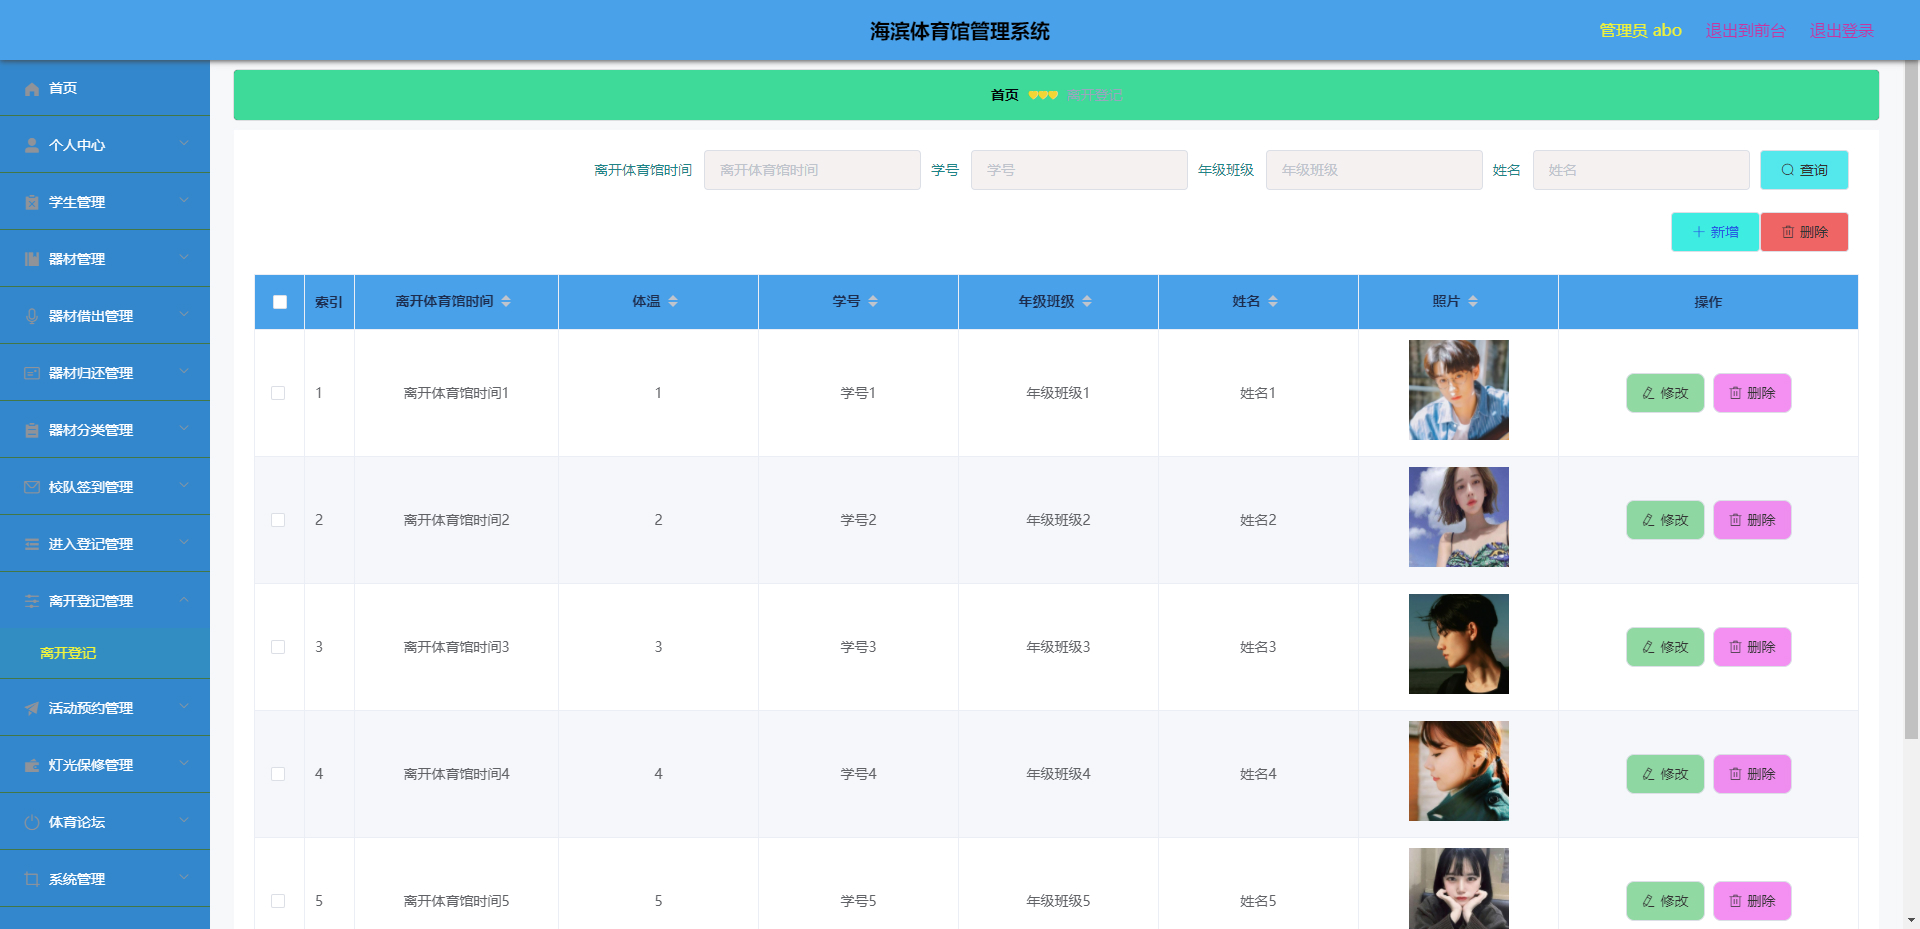 海滨体育馆管理系统
管理员 abo 退出到前台 退出登录
首页
个人中心
学生管理
器材管理
器材借出管理
器材归还管理
器材分类管理
校队签到管理
进入登记管理
离开登记管理
离开登记
活动预约管理
灯光保修管理
体育论坛
系统管理
首页 离开登记
离开体育馆时间 离开体育馆时间 学号 学号 年级班级 年级班级 姓名 姓名 查询
新增 删除
索引 离开体育馆时间 体温 学号 年级班级 姓名 照片 操作
1 离开体育馆时间1 1 学号1 年级班级1 姓名1 修改 删除
2 离开体育馆时间2 2 学号2 年级班级2 姓名2 修改 删除
3 离开体育馆时间3 3 学号3 年级班级3 姓名3 修改 删除
4 离开体育馆时间4 4 学号4 年级班级4 姓名4 修改 删除
5 离开体育馆时间5 5 学号5 年级班级5 姓名5 修改 删除